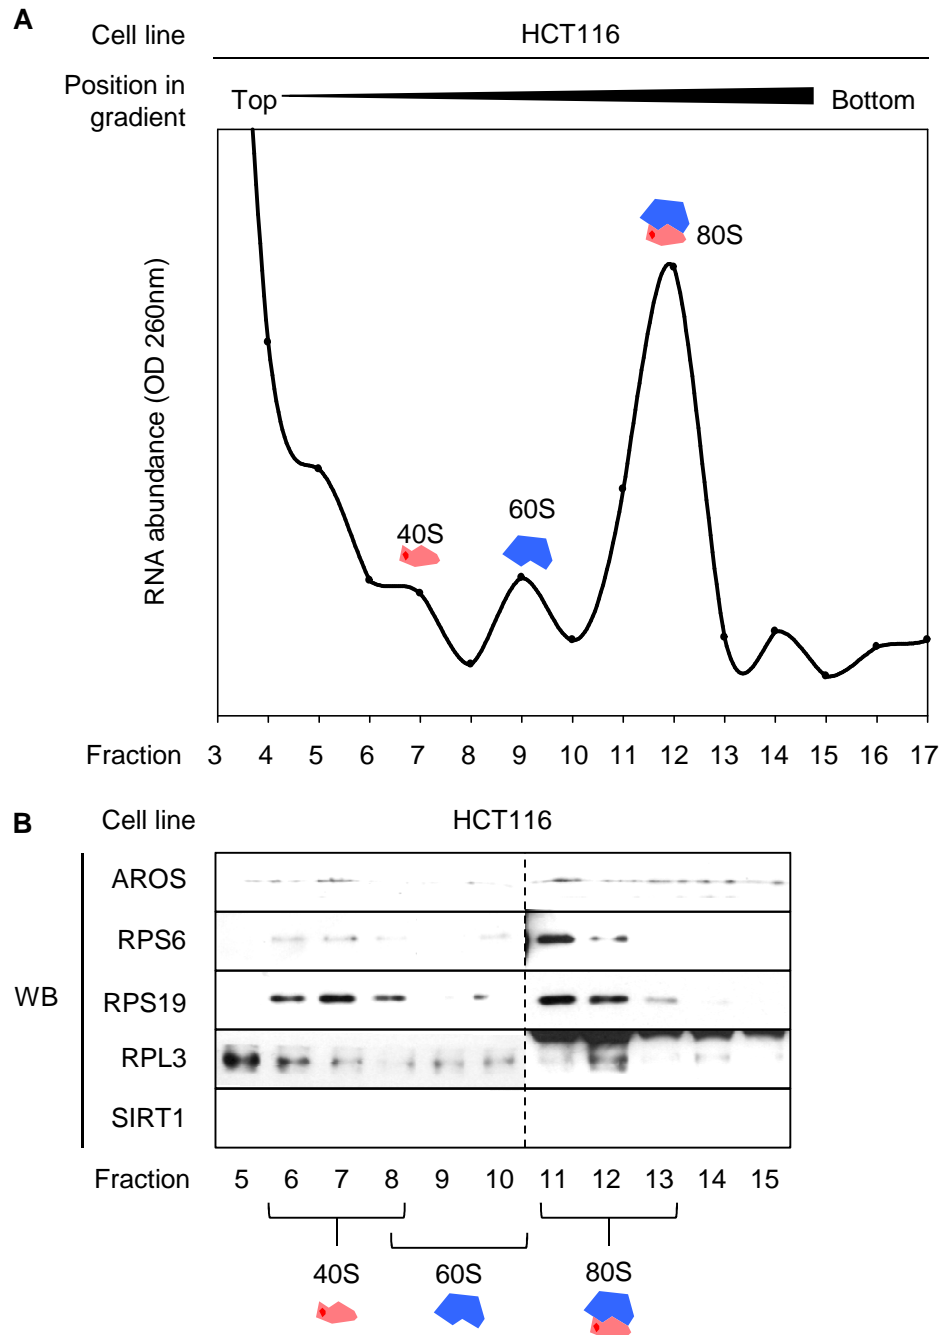 A
Cell line
HCT116
Position in
gradient
Top
Bottom
RNA abundance (OD 260nm)
80S
60S
40S
Fraction 3 4 5 6 7 8 9 10 11 12 13 14 15 16 17
B
Cell line
HCT116
WB
AROS
RPS6
RPS19
RPL3
SIRT1
Fraction 5 6 7 8 9 10 11 12 13 14 15
40S 60S 80S